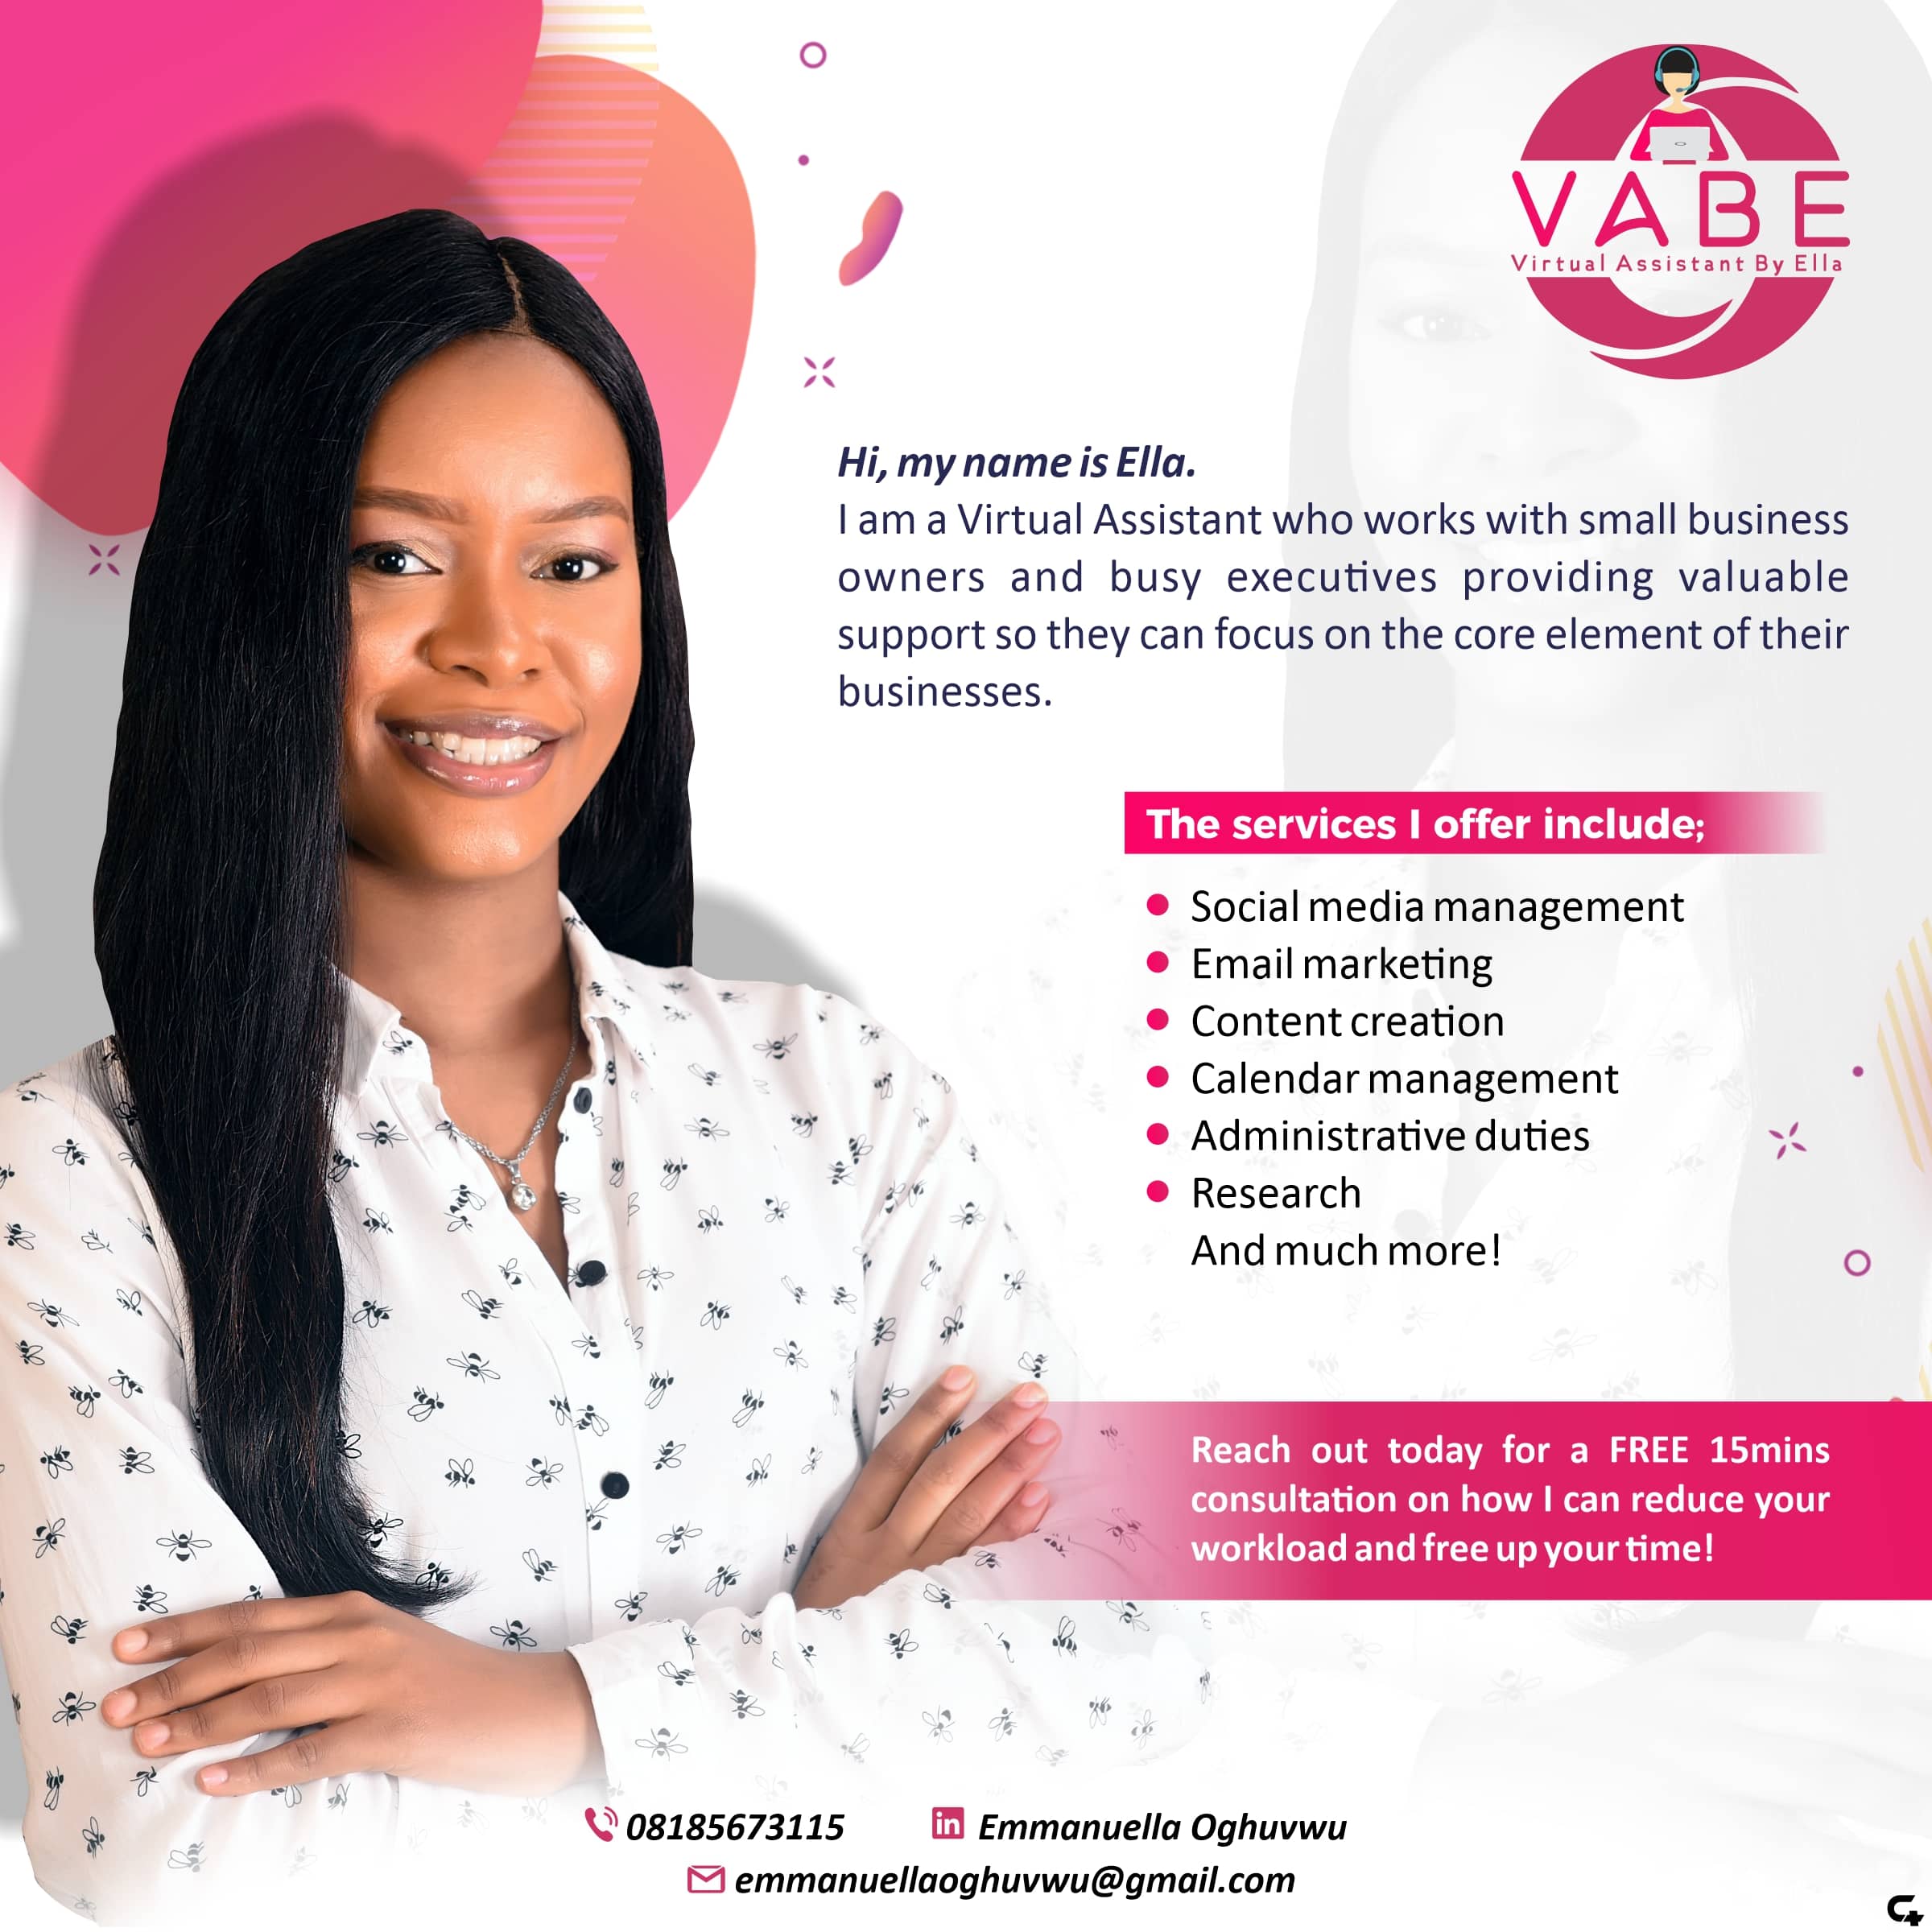 VABE
Virtual Assistant By Ella
Hi, my name is Ella.
I am a Virtual Assistant who works with small business
owners and busy executives providing valuable
support so they can focus on the core element of their
businesses.
The services I offer include;
Social media management
Email marketing
Content creation
Calendar management
Administrative duties
Research
And much more!
Reach out today for a FREE 15mins
consultation on how I can reduce your
workload and free up your time!
08185673115
in Emmanuella Oghuvwu
emmanuellaoghuvwu@gmail.com